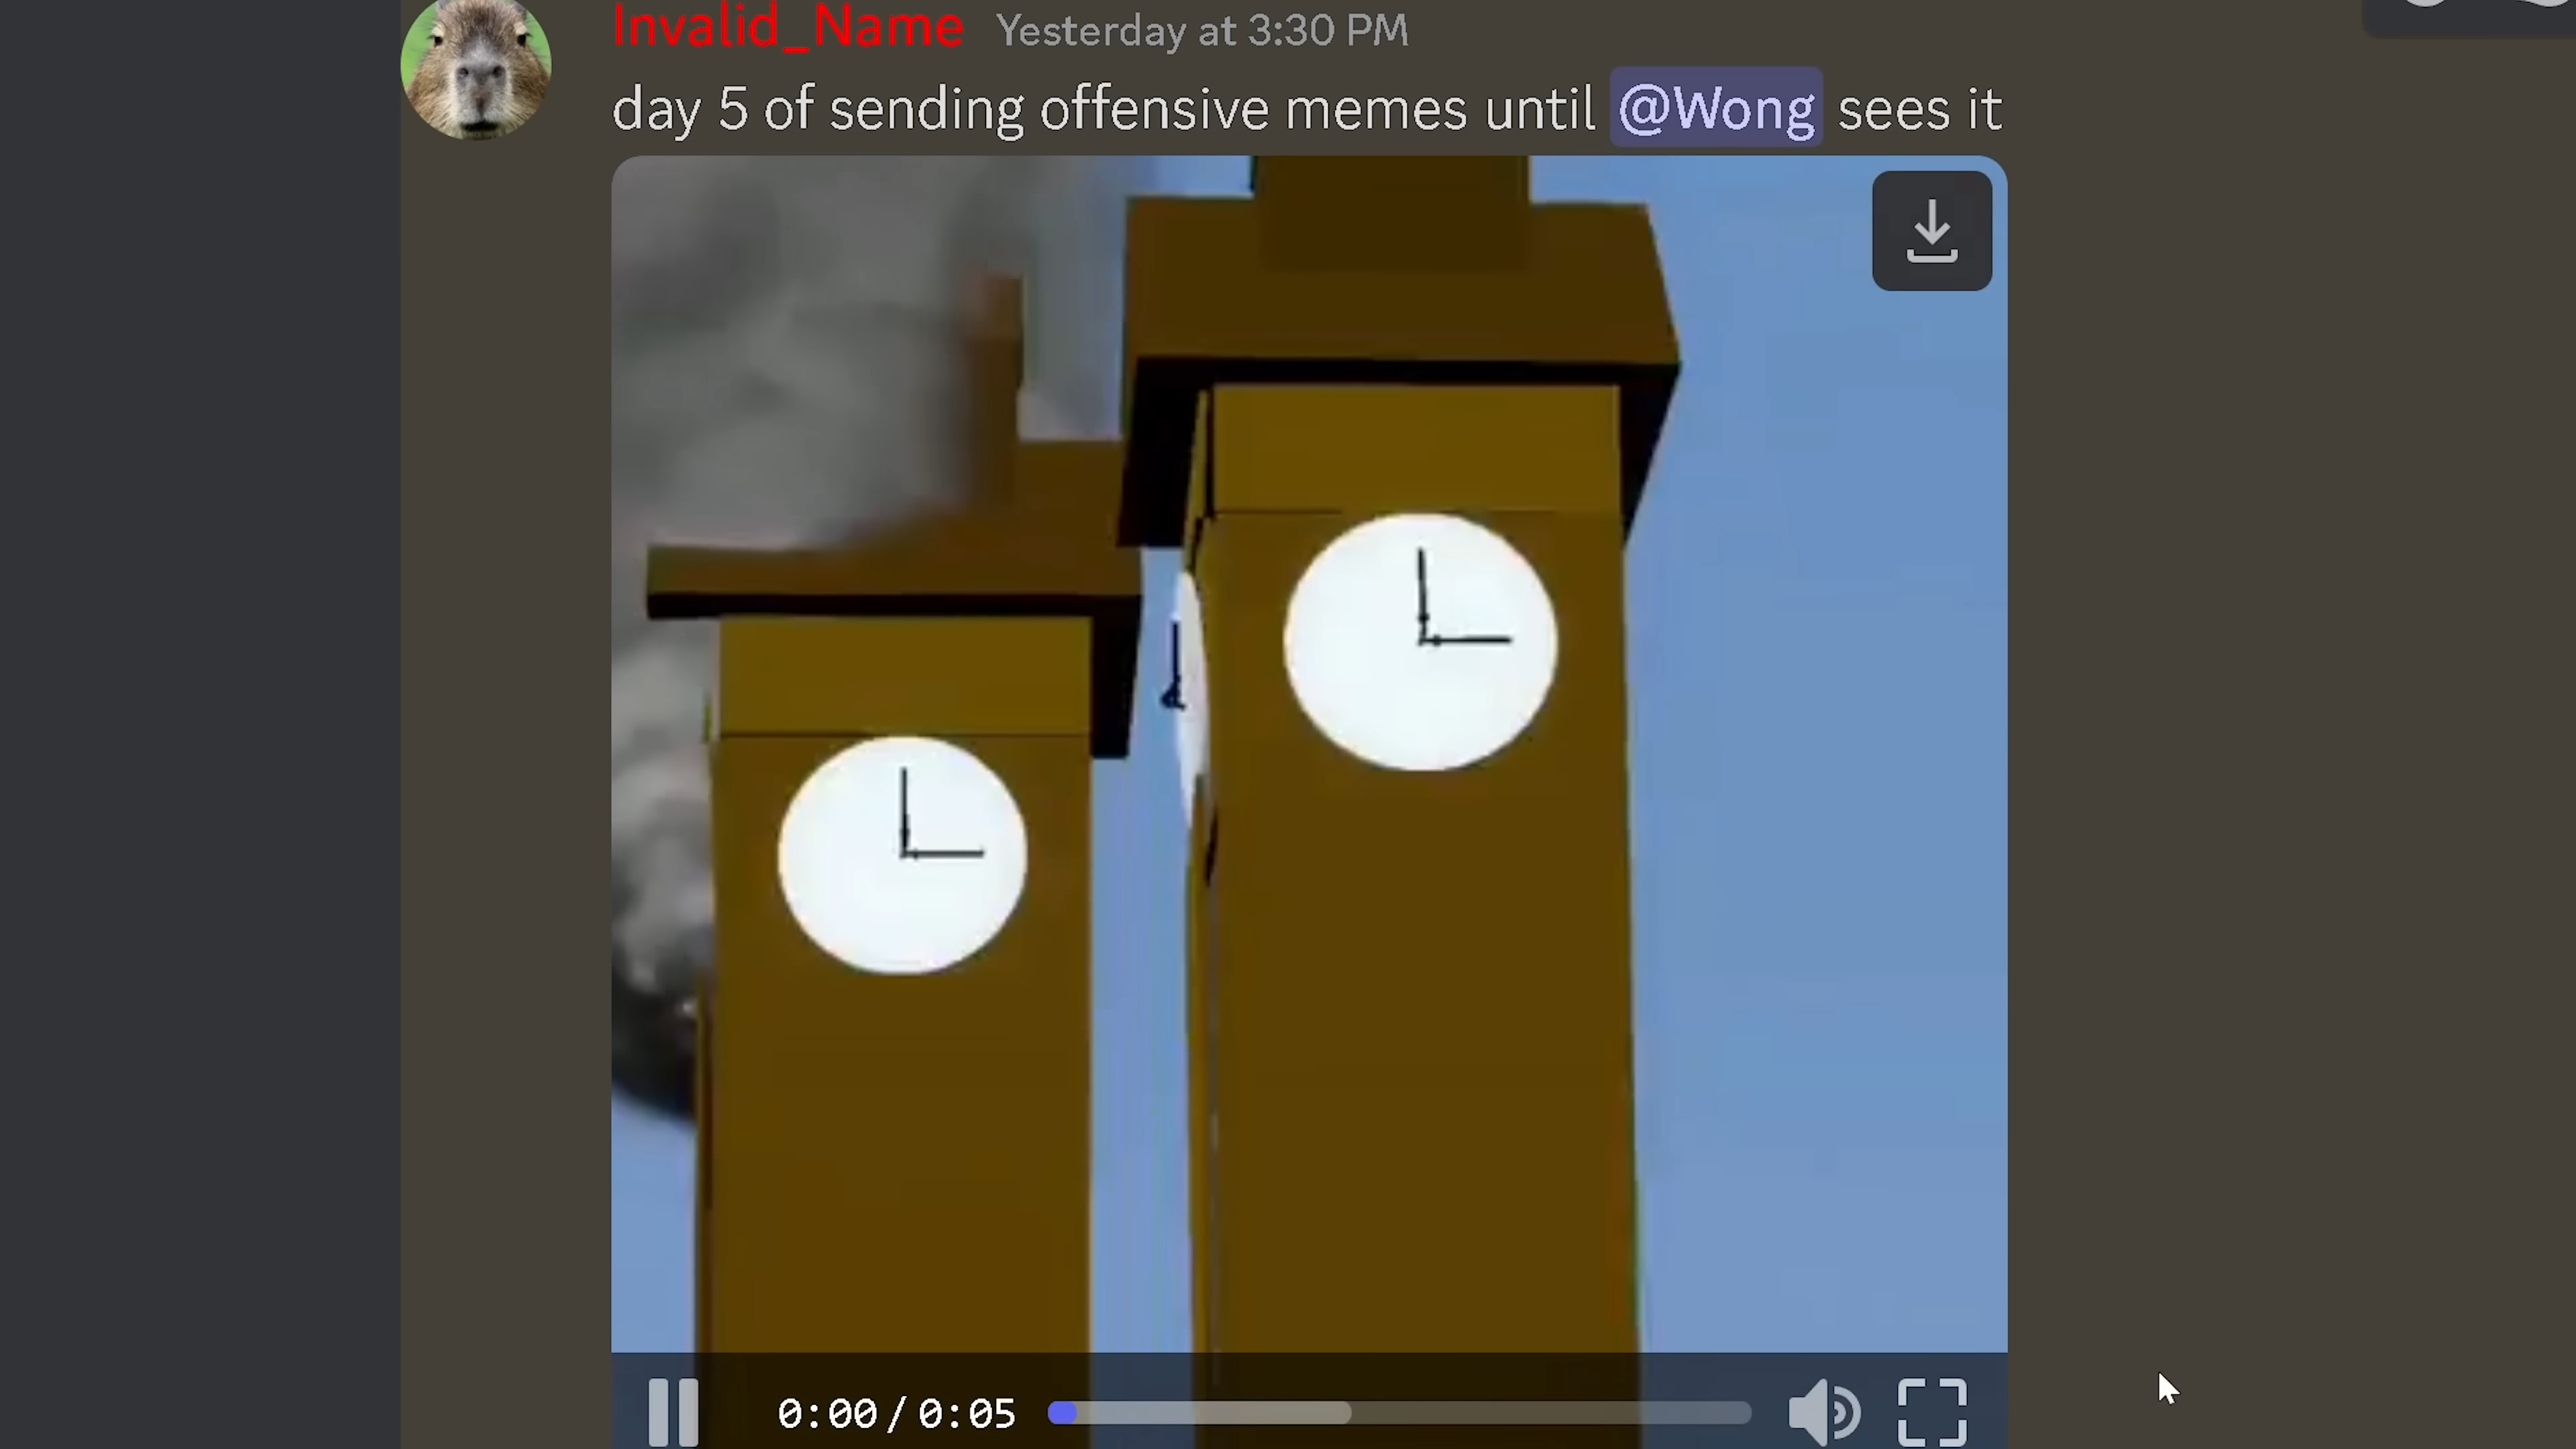 Invalid_Name Yesterday at 3:30 PM
day 5 of sending offensive memes until @Wong sees it
0:00 / 0:05